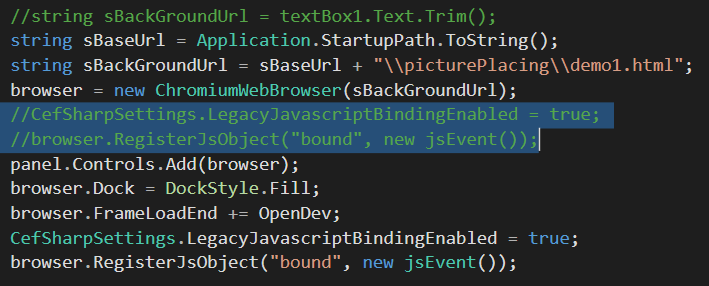 //string sBackGroundUrl = textBox1.Text.Trim();
string sBaseUrl = Application.StartupPath.ToString();
string sBackGroundUrl = sBaseUrl + "\\picturePlacing\\demo1.html";
browser = new ChromiumWebBrowser(sBackGroundUrl);
//CefSharpSettings.LegacyJavascriptBindingEnabled = true;
//browser.RegisterJsObject("bound", new jsEvent());
panel.Controls.Add(browser);
browser.Dock = DockStyle.Fill;
browser.FrameLoadEnd += OpenDev;
CefSharpSettings.LegacyJavascriptBindingEnabled = true;
browser.RegisterJsObject("bound", new jsEvent());